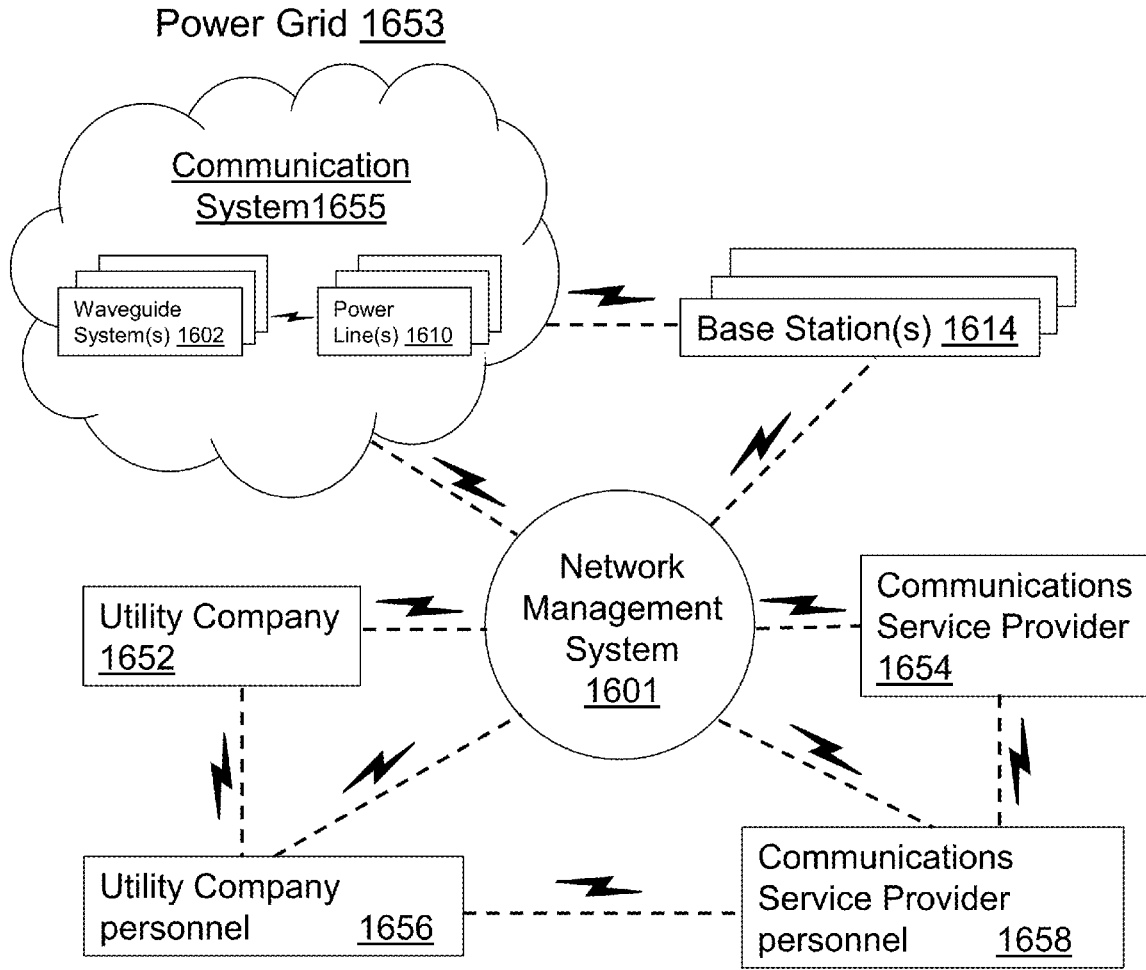 Power Grid 1653
Communication
System1655
Waveguide
System(s) 1602
Power
Line(s) 1610
Base Station(s) 1614
Network
Management
System
1601
Utility
Company
1652
Communications
Service Provider
1654
Utility Company
personnel 1656
Communications
Service Provider
personnel 1658